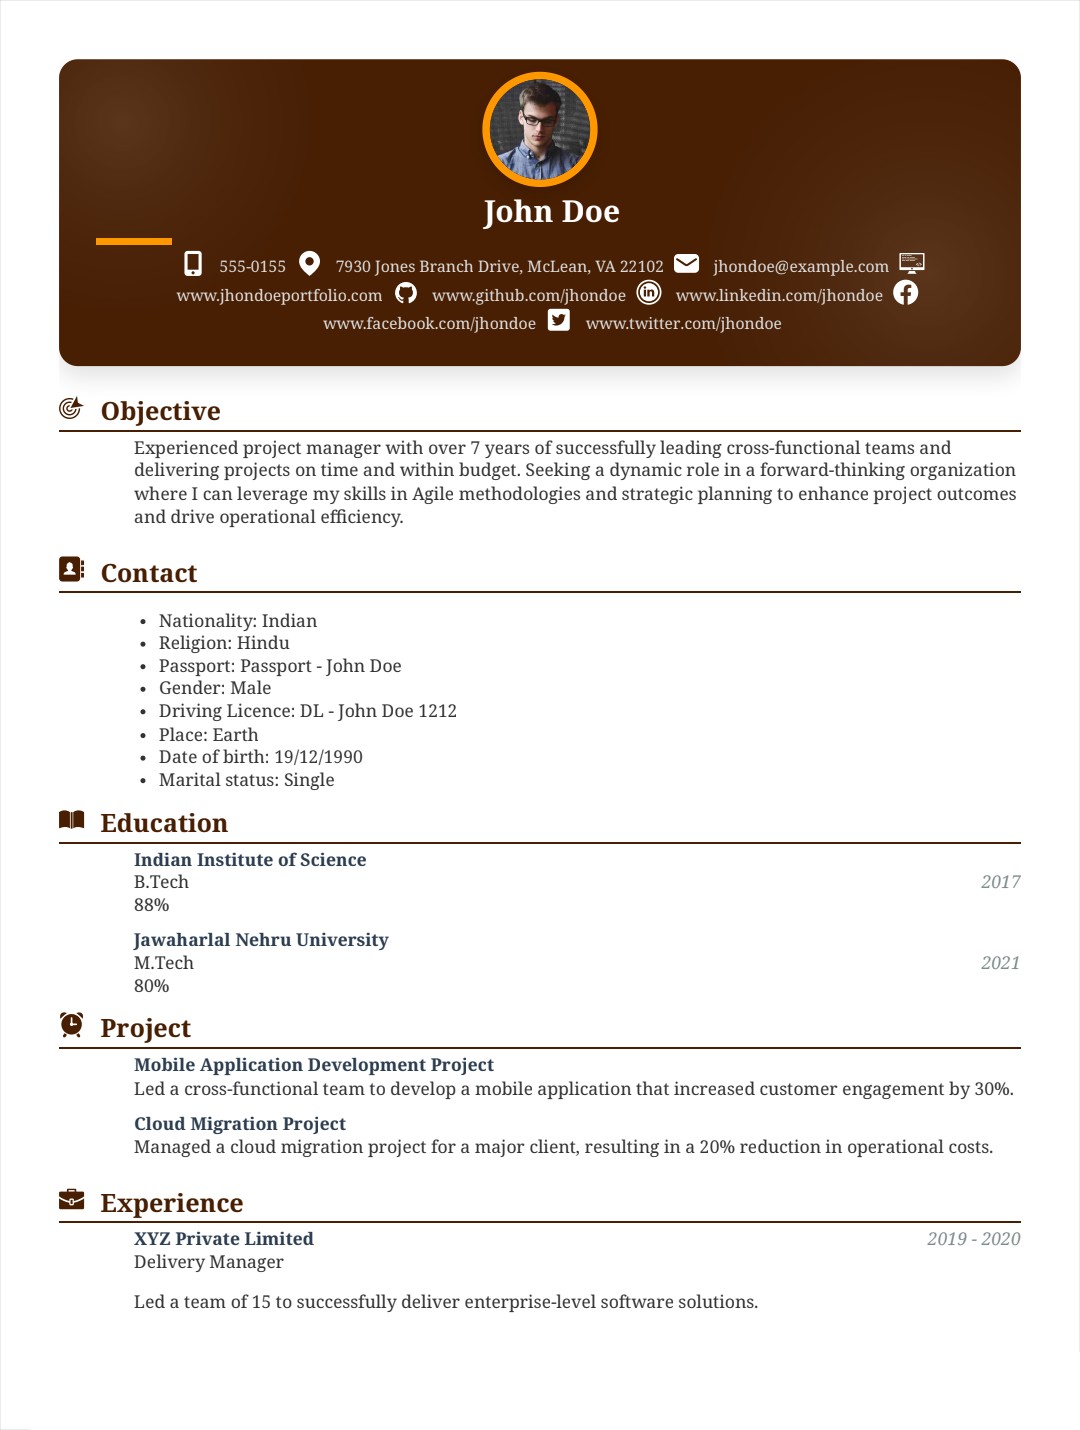 John Doe
555-0155 7930 Jones Branch Drive, McLean, VA 22102 jhondoe@example.com
www.jhondoeportfolio.com www.github.com/jhondoe www.linkedin.com/jhondoe
www.facebook.com/jhondoe www.twitter.com/jhondoe
Objective
Experienced project manager with over 7 years of successfully leading cross-functional teams and
delivering projects on time and within budget. Seeking a dynamic role in a forward-thinking organization
where I can leverage my skills in Agile methodologies and strategic planning to enhance project outcomes
and drive operational efficiency.
Contact
• Nationality: Indian
• Religion: Hindu
• Passport: Passport - John Doe
• Gender: Male
• Driving Licence: DL - John Doe 1212
• Place: Earth
• Date of birth: 19/12/1990
• Marital status: Single
Education
Indian Institute of Science
B.Tech 2017
88%
Jawaharlal Nehru University
M.Tech 2021
80%
Project
Mobile Application Development Project
Led a cross-functional team to develop a mobile application that increased customer engagement by 30%.
Cloud Migration Project
Managed a cloud migration project for a major client, resulting in a 20% reduction in operational costs.
Experience
XYZ Private Limited 2019 - 2020
Delivery Manager
Led a team of 15 to successfully deliver enterprise-level software solutions.